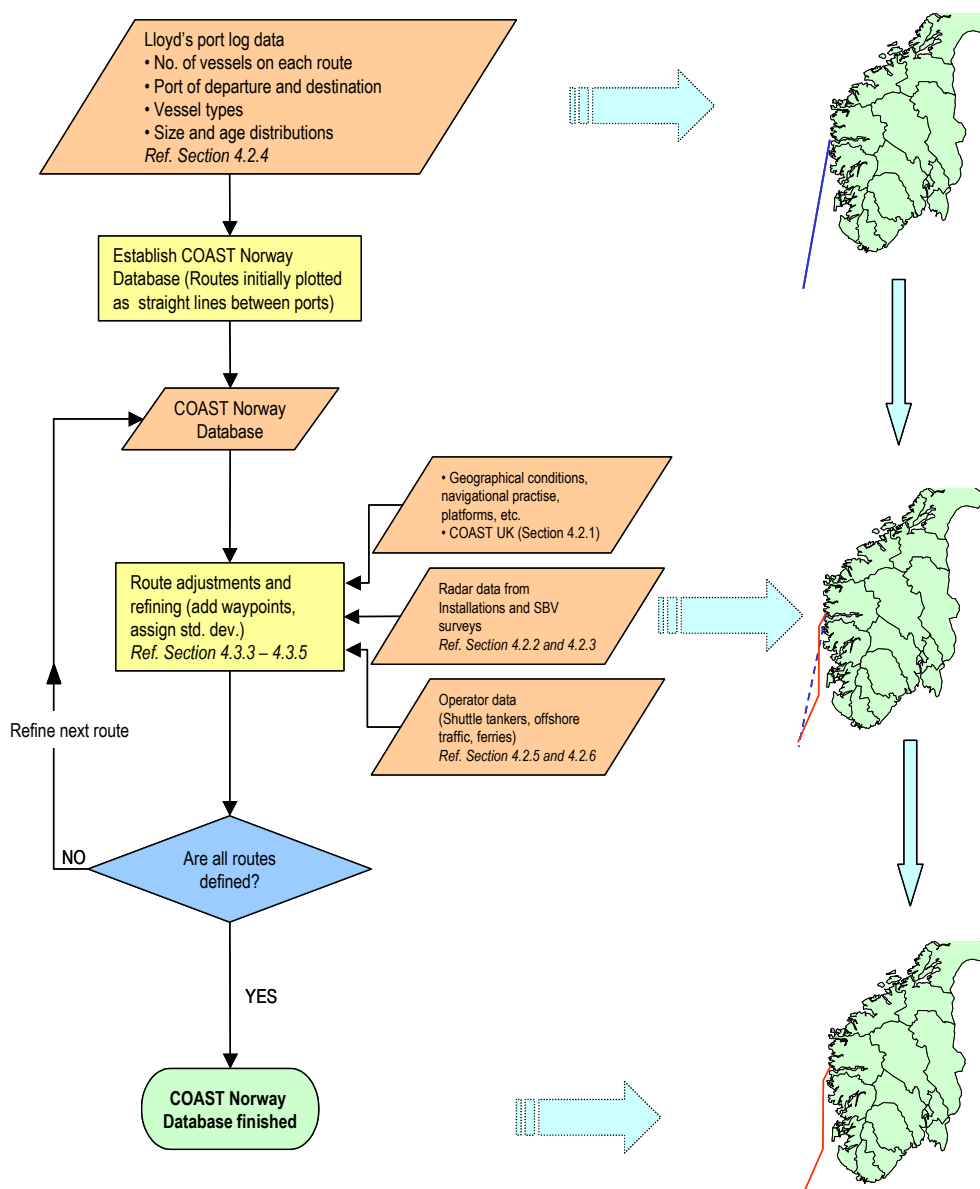 Lloyd's port log data
• No. of vessels on each route
• Port of departure and destination
• Vessel types
• Size and age distributions
Ref. Section 4.2.4
Establish COAST Norway
Database (Routes initially plotted
as straight lines between ports)
COAST Norway
Database
• Geographical conditions,
navigational practise,
platforms, etc.
• COAST UK (Section 4.2.1)
Route adjustments and
refining (add waypoints,
assign std. dev.)
Ref. Section 4.3.3 – 4.3.5
Radar data from
Installations and SBV
surveys
Ref. Section 4.2.2 and 4.2.3
Operator data
(Shuttle tankers, offshore
traffic, ferries)
Ref. Section 4.2.5 and 4.2.6
Refine next route
NO
Are all routes
defined?
YES
COAST Norway
Database finished